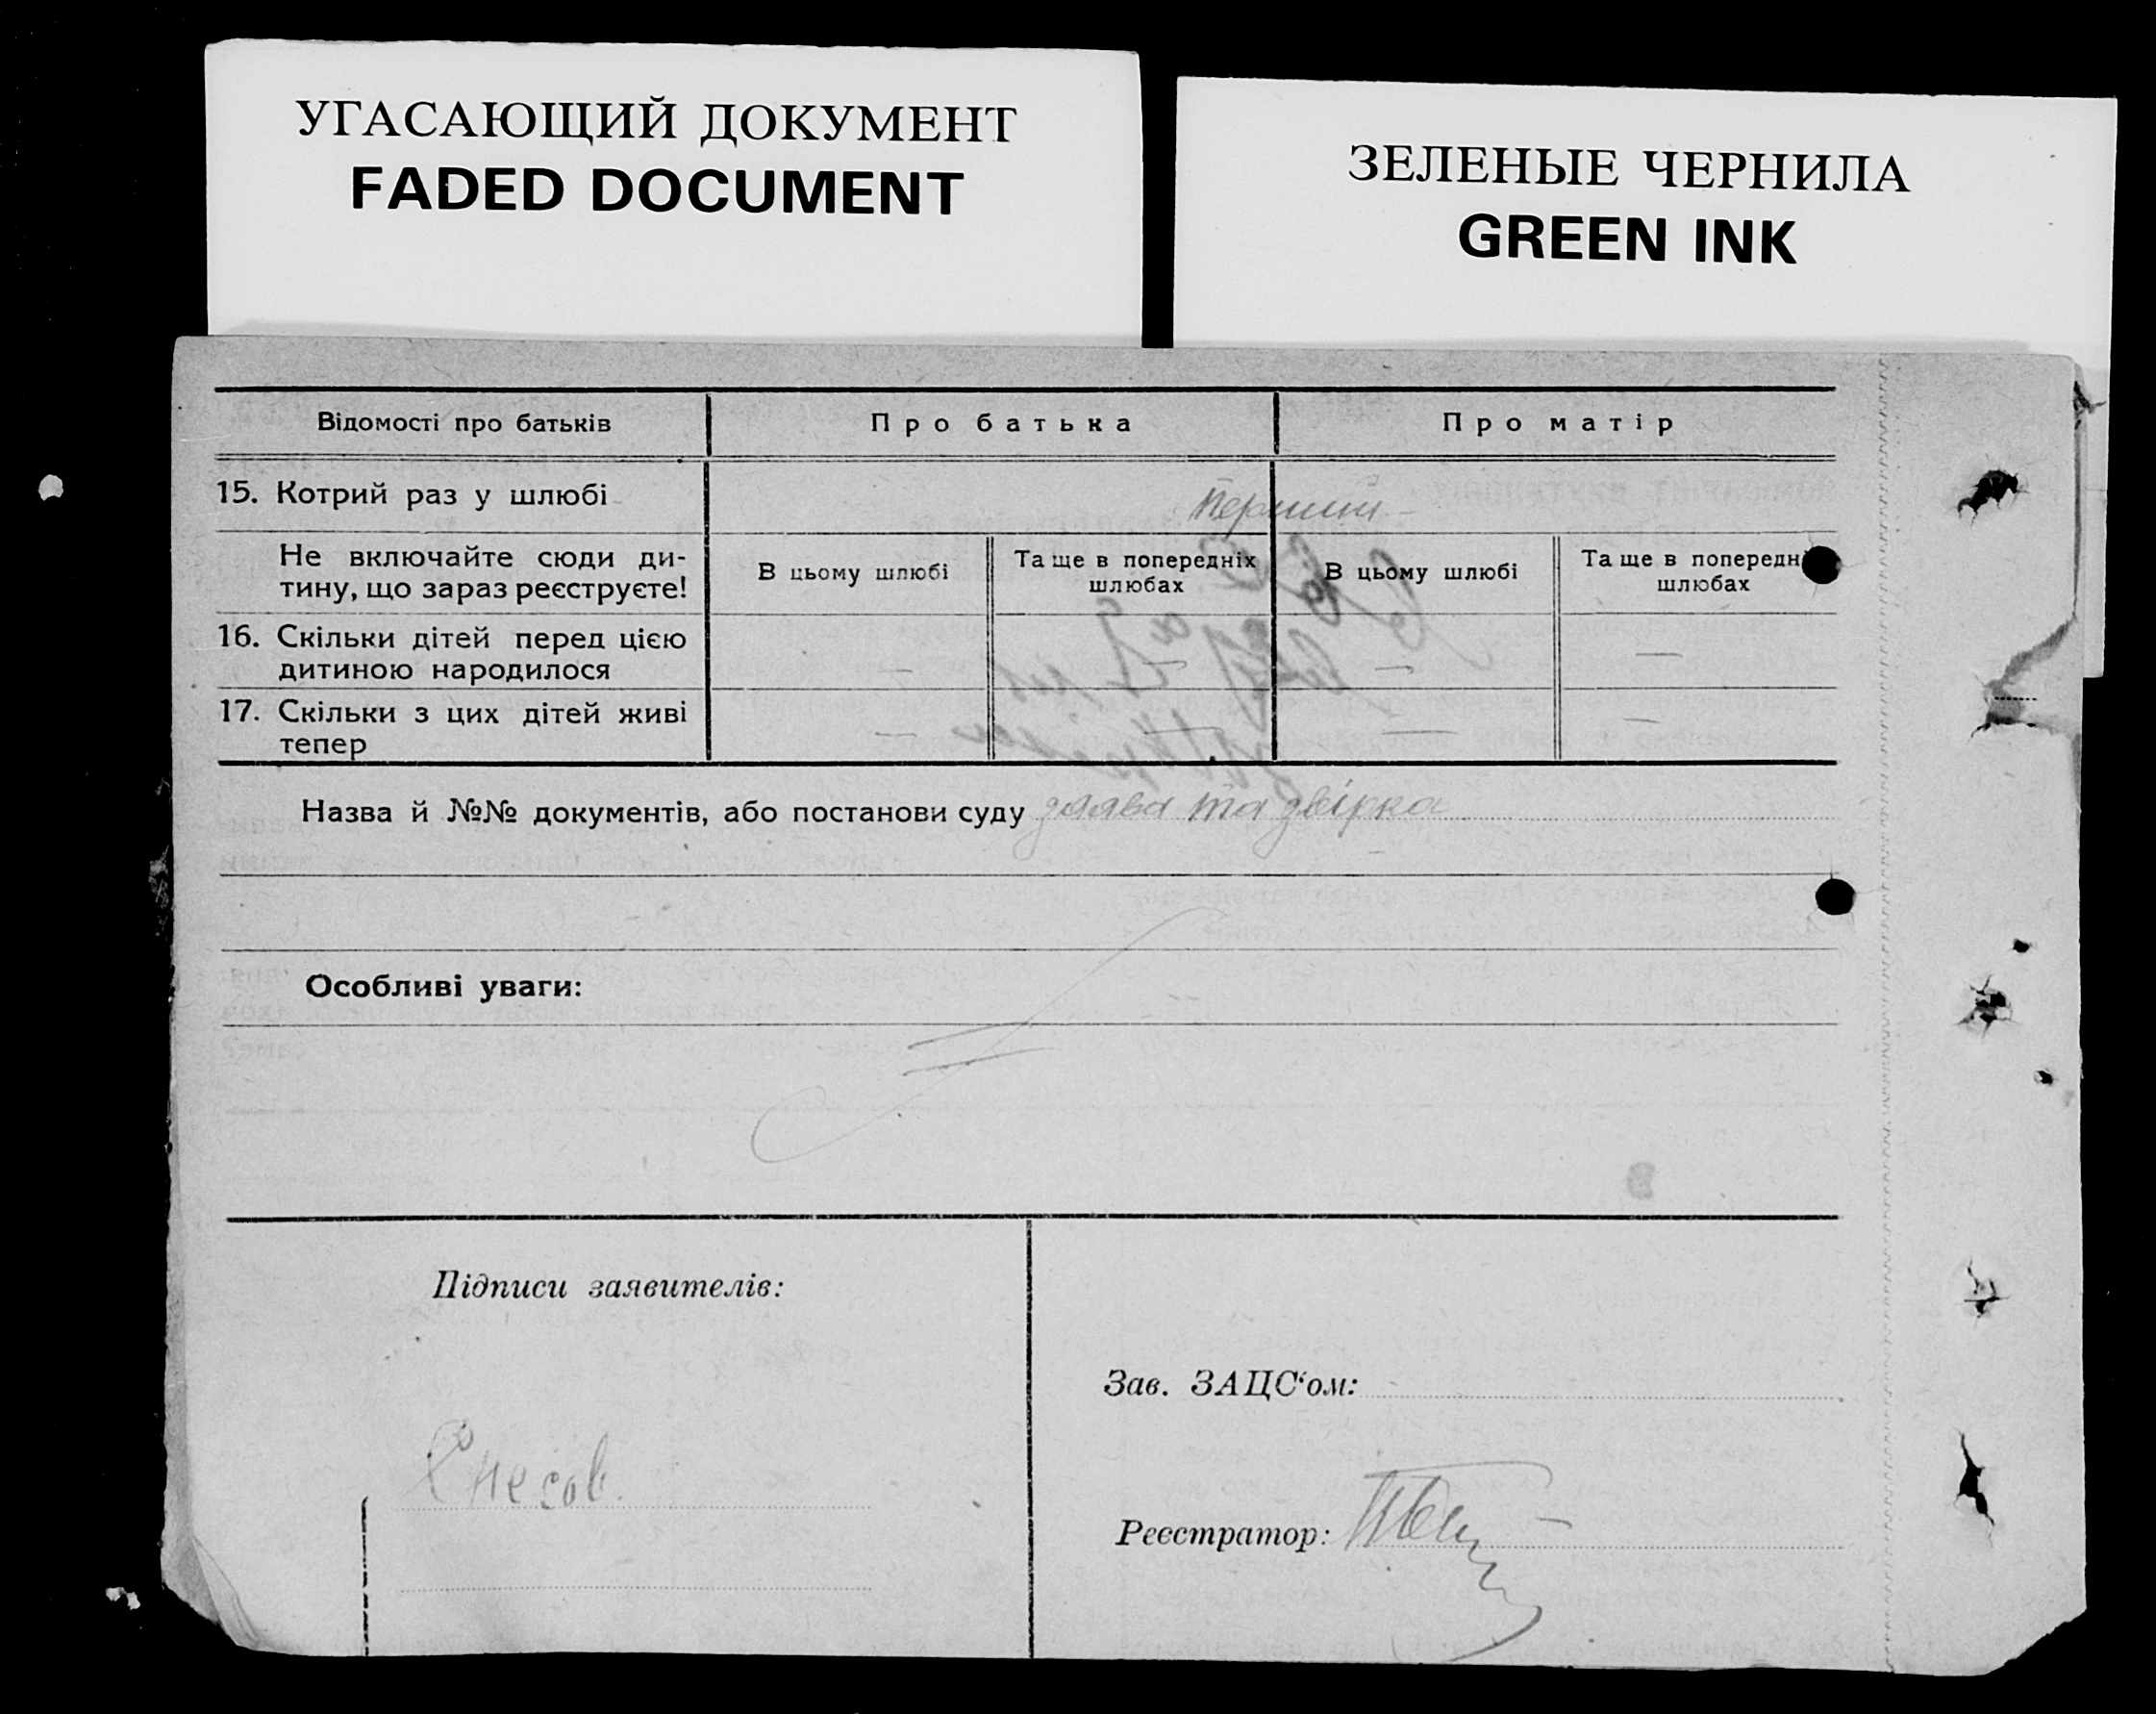 УГАСАЮЩИЙ ДОКУМЕНТ
FADED DOCUMENT
ЗЕЛЕНЫЕ ЧЕРНИЛА
GREEN INK
Відомості про батьків
Про батька
Про матір
15. Котрий раз у шлюбі
Перший
Не включайте сюди ди-
тину, що зараз реєструєте!
В цьому шлюбі
Та ще в попередніх
шлюбах
В цьому шлюбі
Та ще в попередн
шлюбах
16. Скільки дітей перед цією
дитиною народилося
— — — —
17. Скільки з цих дітей живі
тепер
— — — —
Назва й №№ документів, або постанови суду заява та звірка
Особливі уваги:
Підписи заявителів:
Зав. ЗАЦС‘ом:
Реєстратор: